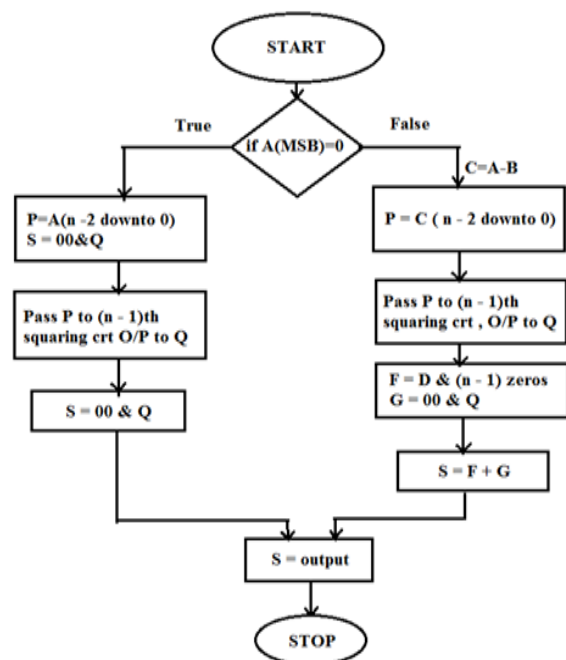 START
if A(MSB)=0
True
False
C=A-B
P=A(n -2 downto 0)
S = 00&Q
Pass P to (n - 1)th
squaring crt O/P to Q
S = 00 & Q
P = C ( n - 2 downto 0)
Pass P to (n - 1)th
squaring crt , O/P to Q
F = D & (n - 1) zeros
G = 00 & Q
S = F + G
S = output
STOP